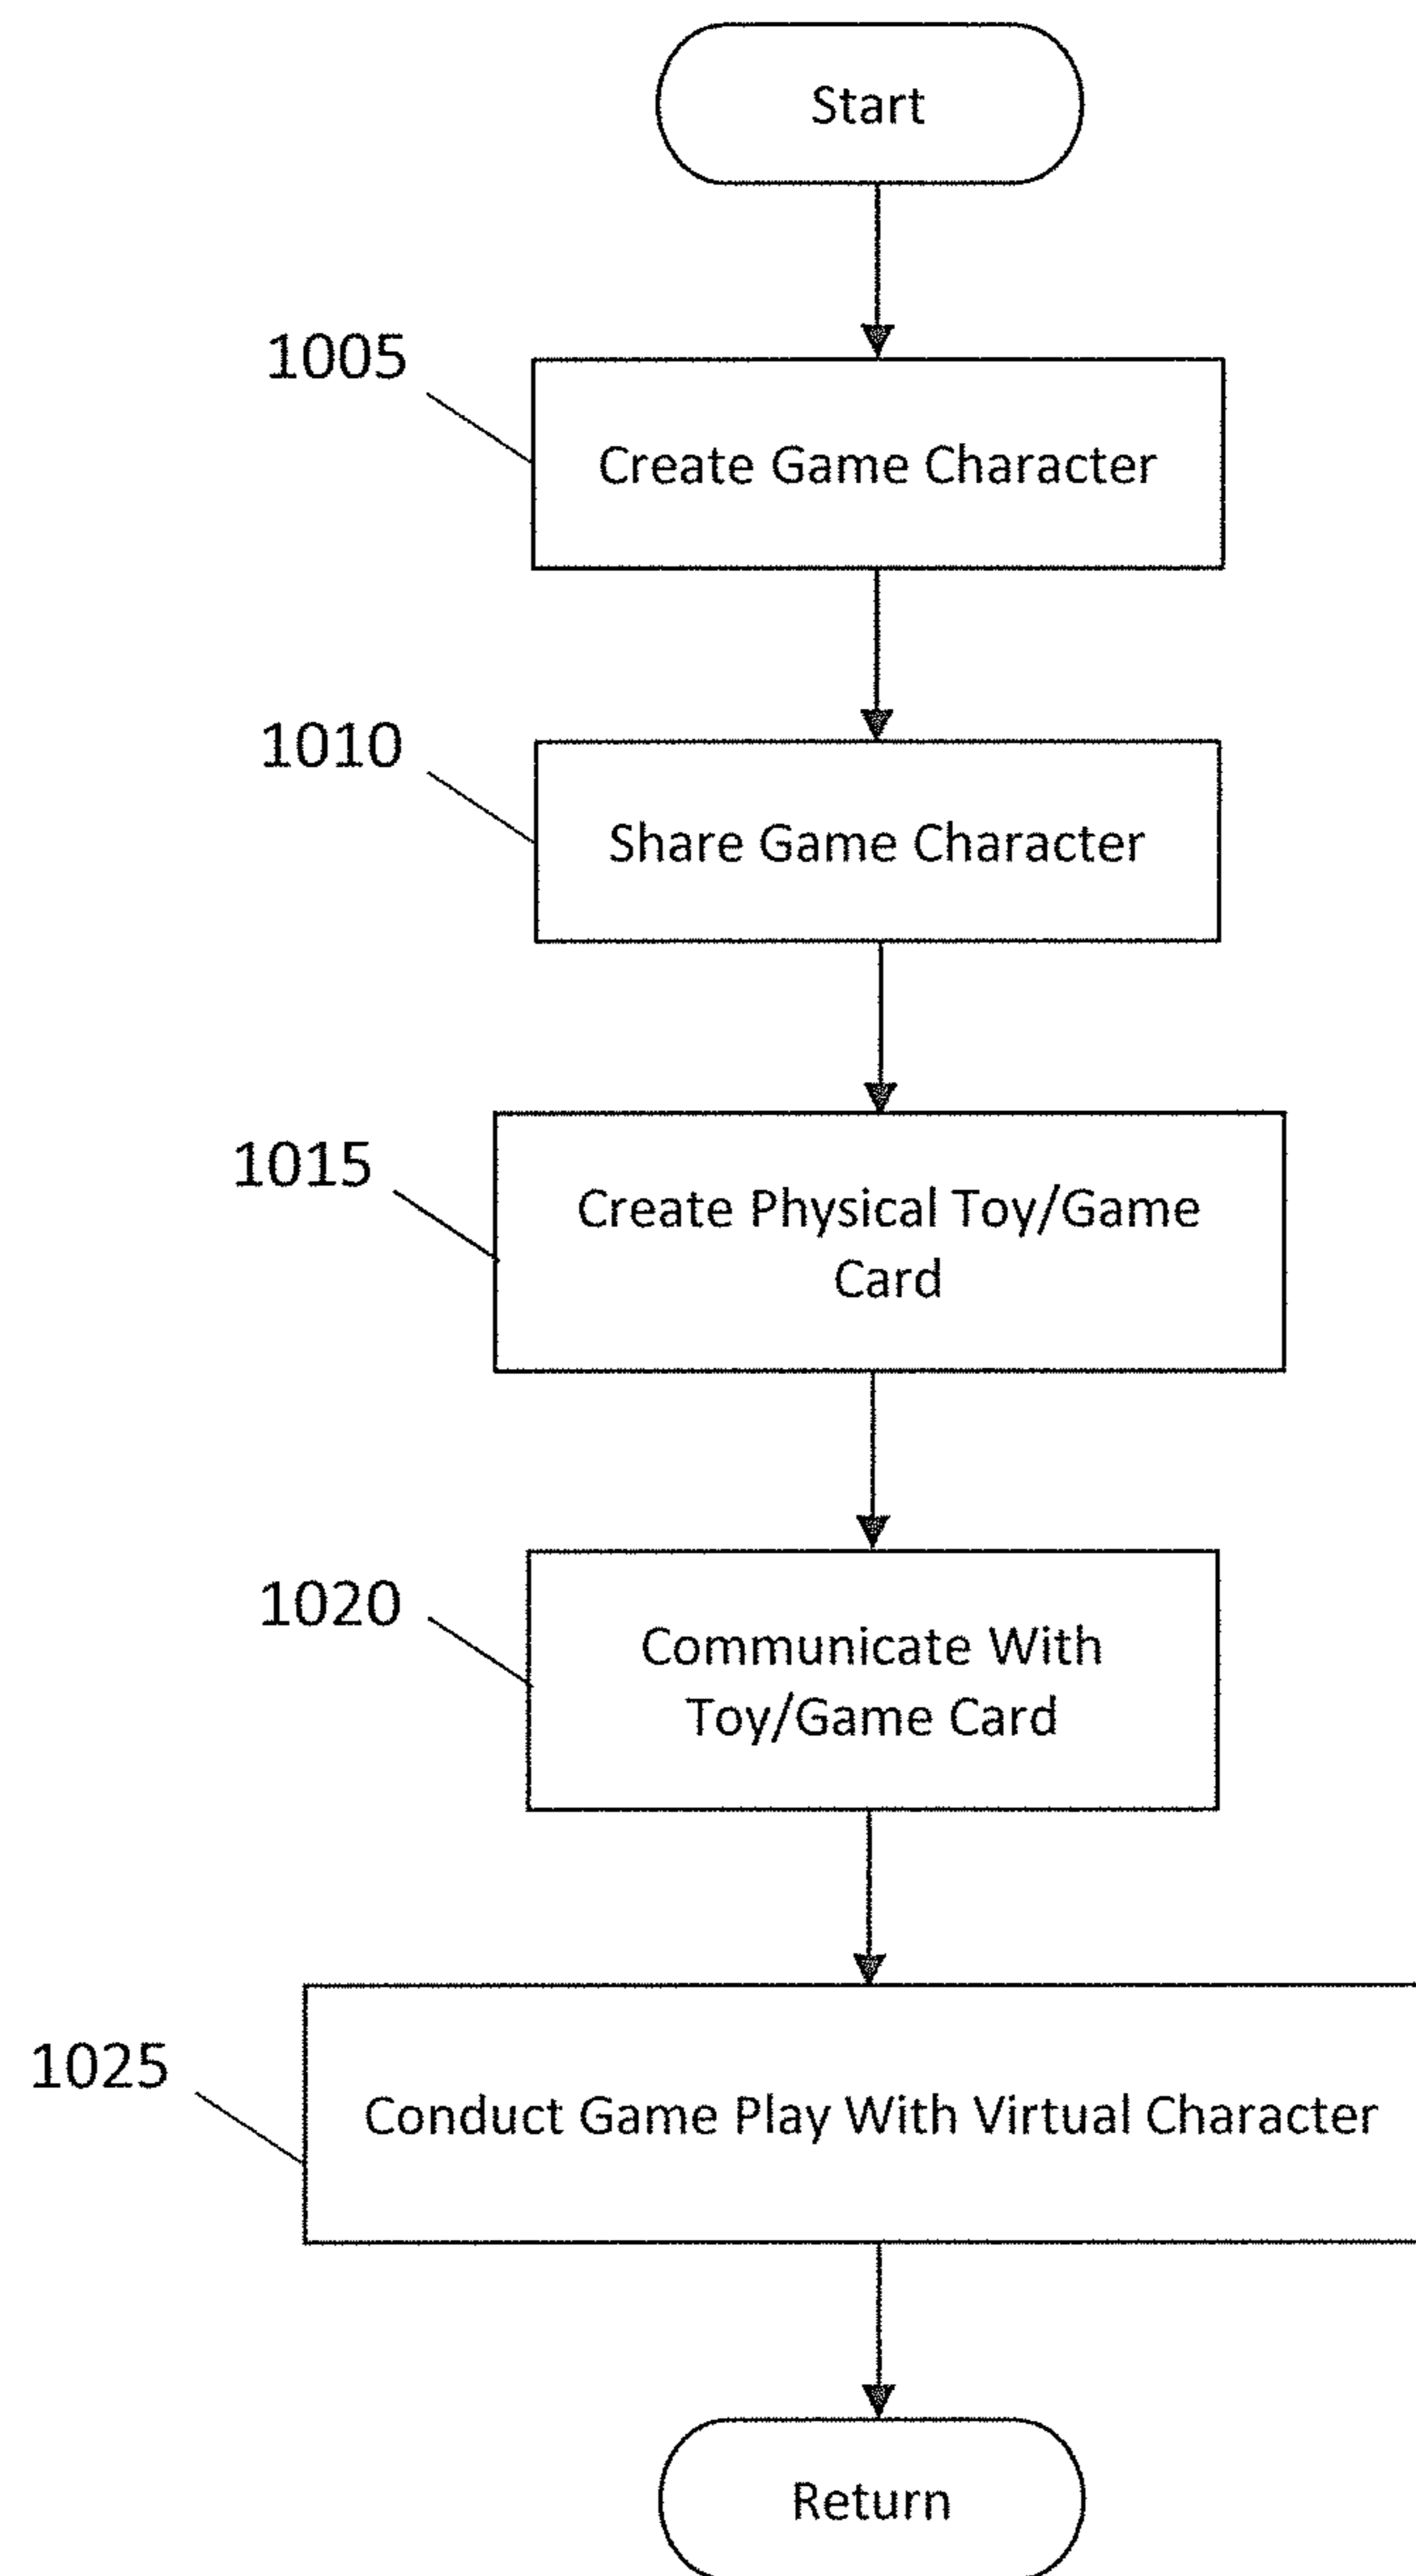 Start
1005
Create Game Character
1010
Share Game Character
1015
Create Physical Toy/Game
Card
1020
Communicate With
Toy/Game Card
1025
Conduct Game Play With Virtual Character
Return